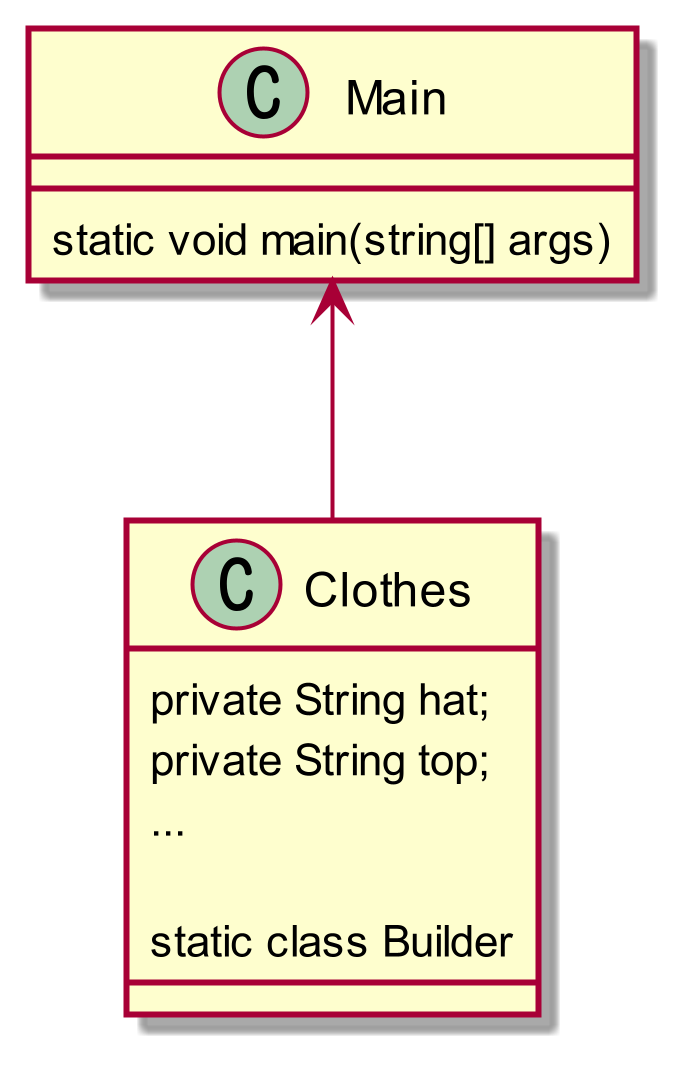 C Main
static void main(string[] args)
C Clothes
private String hat;
private String top;
...
static class Builder